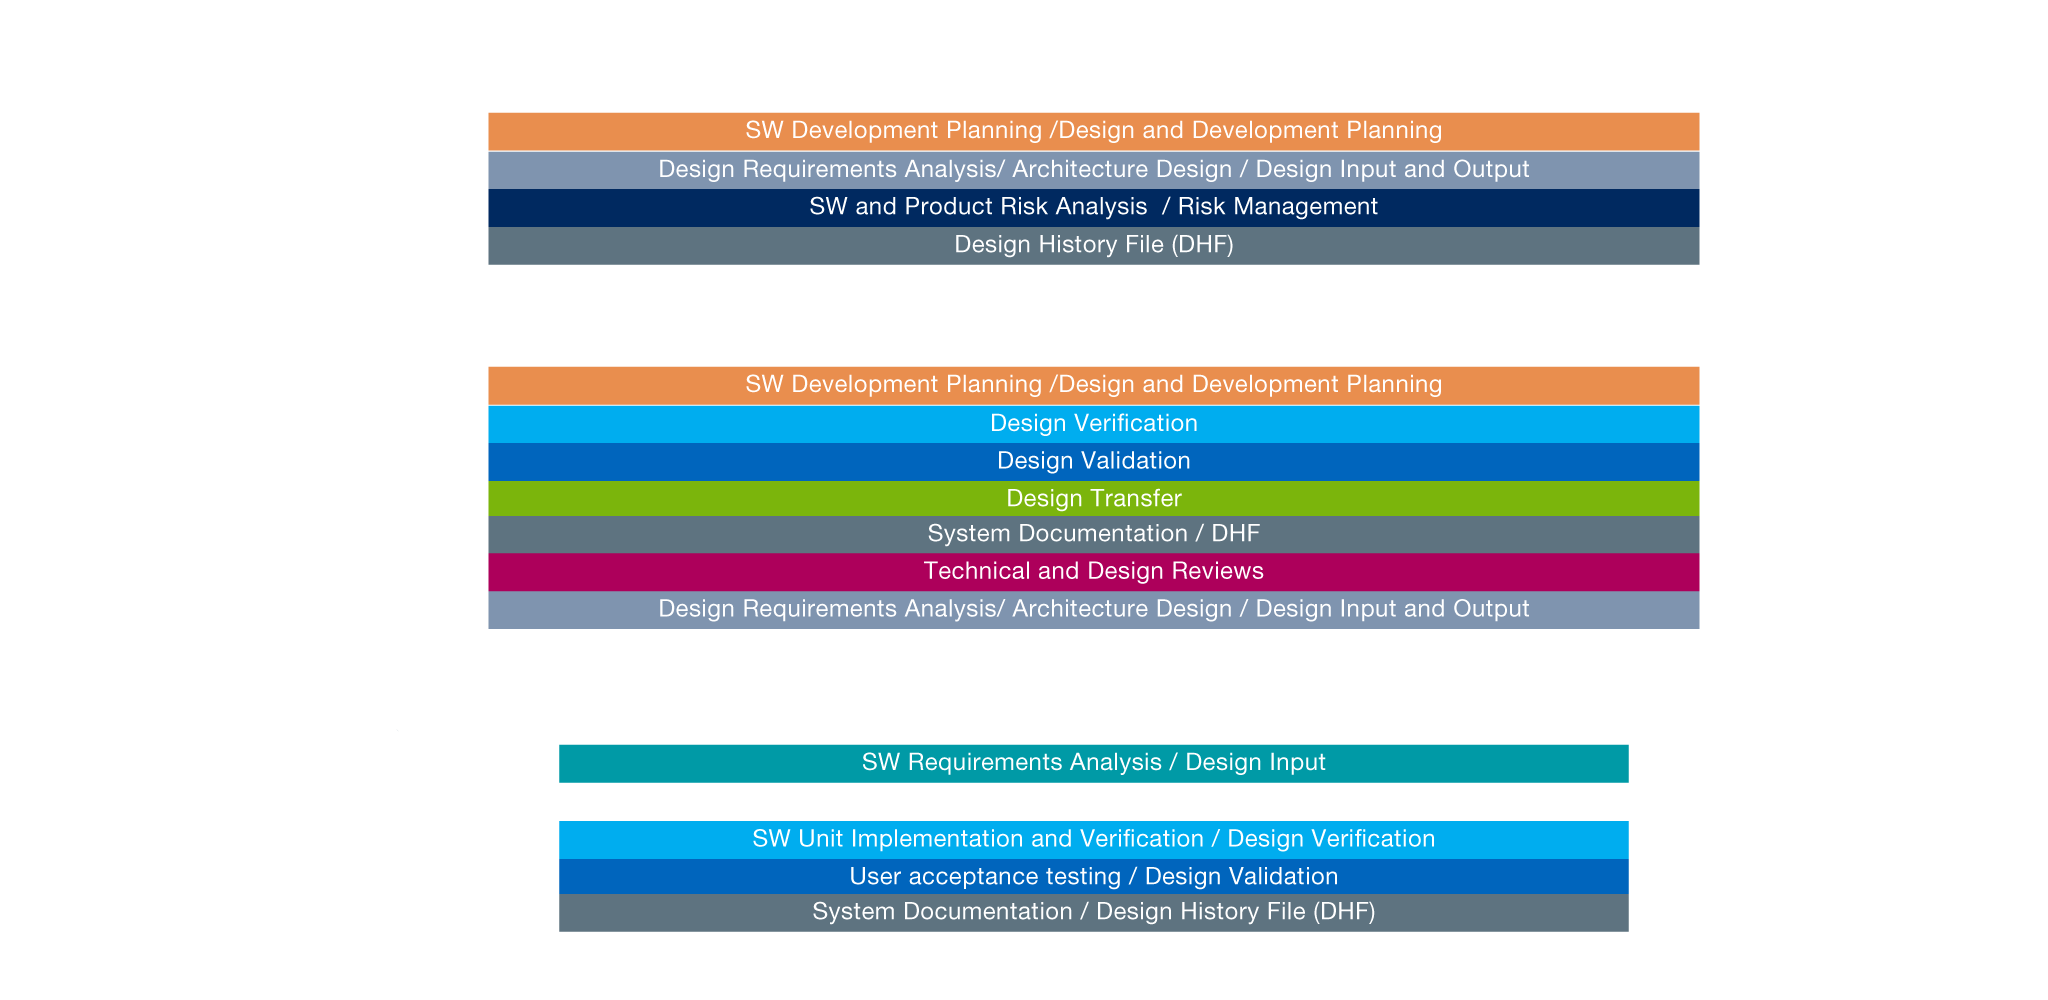 SW Development Planning /Design and Development Planning
Design Requirements Analysis/ Architecture Design / Design Input and Output
SW and Product Risk Analysis  / Risk Management
Design History File (DHF)
SW Development Planning /Design and Development Planning
Design Verification
Design Validation
Design Transfer
System Documentation / DHF
Technical and Design Reviews
Design Requirements Analysis/ Architecture Design / Design Input and Output
SW Requirements Analysis / Design Input
SW Unit Implementation and Verification / Design Verification
User acceptance testing / Design Validation
System Documentation / Design History File (DHF)